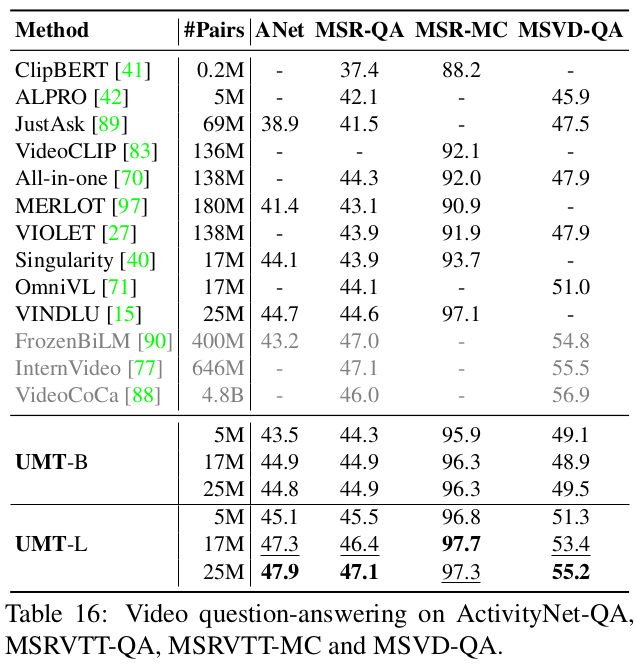 Method #Pairs ANet MSR-QA MSR-MC MSVD-QA
ClipBERT [41] 0.2M - 37.4 88.2 -
ALPRO [42] 5M - 42.1 - 45.9
JustAsk [89] 69M 38.9 41.5 - 47.5
VideoCLIP [83] 136M - - 92.1 -
All-in-one [70] 138M - 44.3 92.0 47.9
MERLOT [97] 180M 41.4 43.1 90.9 -
VIOLET [27] 138M - 43.9 91.9 47.9
Singularity [40] 17M 44.1 43.9 93.7 -
OmniVL [71] 17M - 44.1 - 51.0
VINDLU [15] 25M 44.7 44.6 97.1 -
FrozenBiLM [90] 400M 43.2 47.0 - 54.8
InternVideo [77] 646M - 47.1 - 55.5
VideoCoCa [88] 4.8B - 46.0 - 56.9
5M 43.5 44.3 95.9 49.1
UMT-B 17M 44.9 44.9 96.3 48.9
25M 44.8 44.9 96.3 49.5
5M 45.1 45.5 96.8 51.3
UMT-L 17M 47.3 46.4 97.7 53.4
25M 47.9 47.1 97.3 55.2
Table 16: Video question-answering on ActivityNet-QA,
MSRVTT-QA, MSRVTT-MC and MSVD-QA.